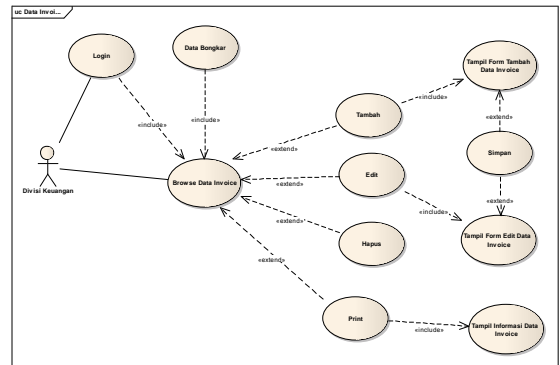 uc Data Invoi...
Login
Data Bongkar
Tampil Form Tambah
Data Invoice
«include»
«include»
«include»
Tambah
«extend»
«extend»
Simpan
Divisi Keuangan
Browse Data Invoice
«extend»
Edit
«include»
«extend»
Tampil Form Edit Data
Invoice
«extend»
Hapus
«extend»
Print
«include»
Tampil Informasi Data
Invoice